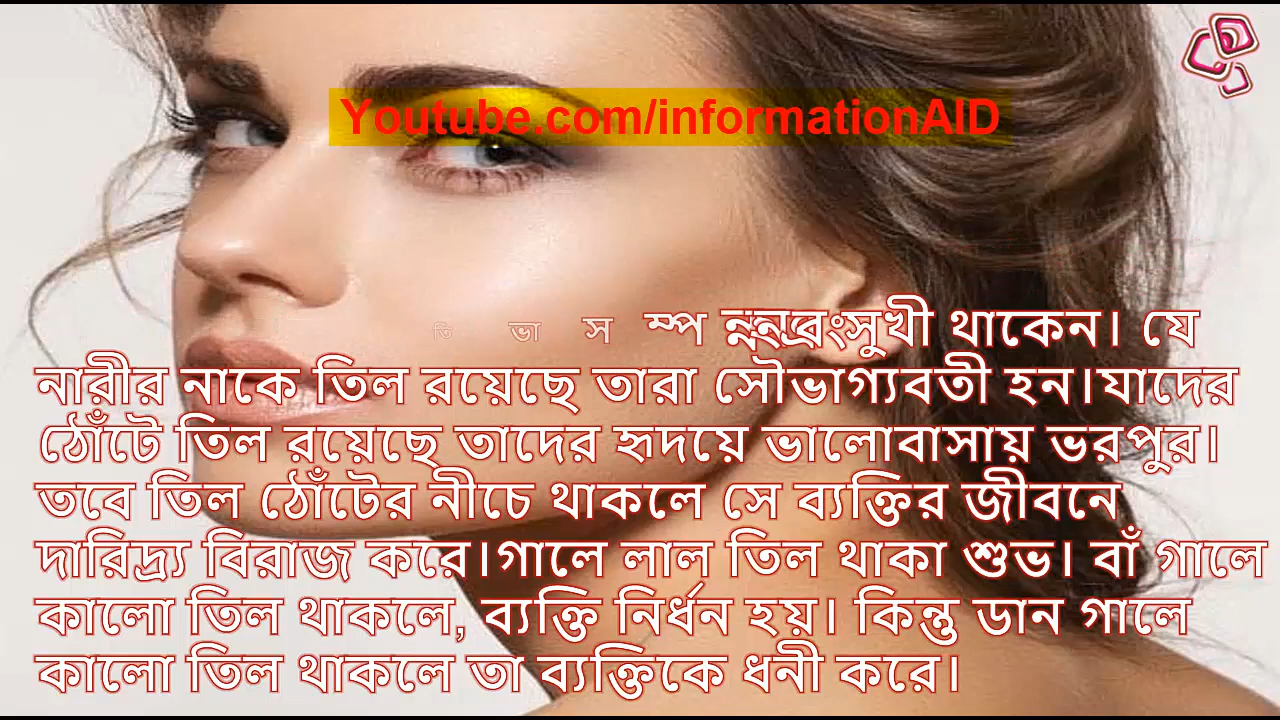 Youtube.com/informationAID
সুখী থাকেন। যে
নারীর নাকে তিল রয়েছে তারা সৌভাগ্যবতী হন।যাদের
ঠোঁটে তিল রয়েছে তাদের হৃদয়ে ভালোবাসায় ভরপুর।
তবে তিল ঠোঁটের নীচে থাকলে সে ব্যক্তির জীবনে
দারিদ্র্য বিরাজ করে।গালে লাল তিল থাকা শুভ। বাঁ গালে
কালো তিল থাকলে, ব্যক্তি নির্ধন হয়। কিন্তু ডান গালে
কালো তিল থাকলে তা ব্যক্তিকে ধনী করে।